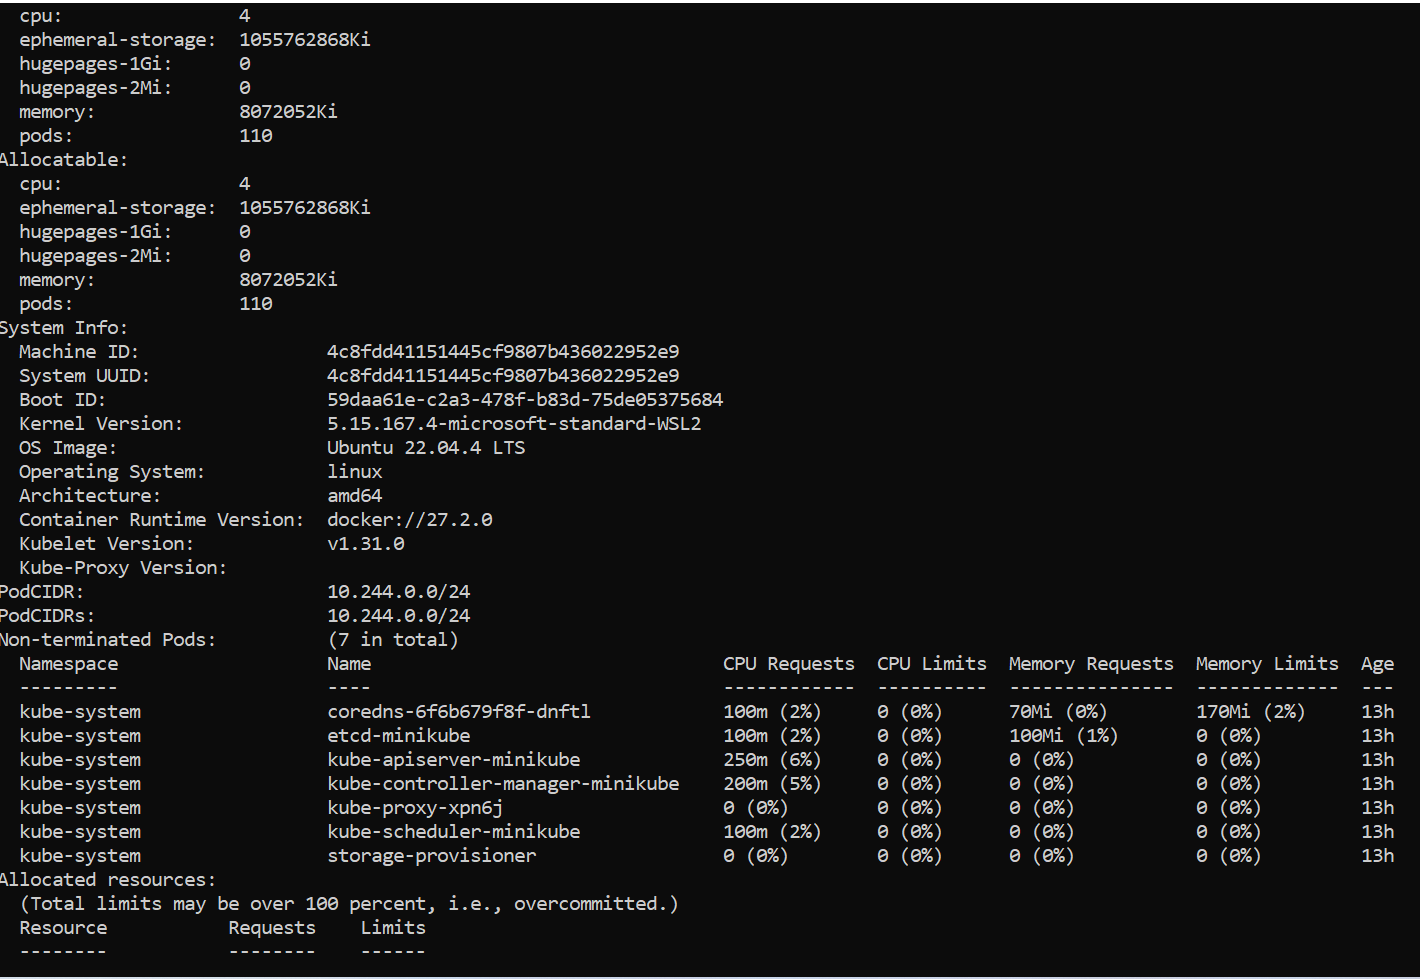 cpu:                4
  ephemeral-storage:  1055762868Ki
  hugepages-1Gi:      0
  hugepages-2Mi:      0
  memory:             8072052Ki
  pods:               110
Allocatable:
  cpu:                4
  ephemeral-storage:  1055762868Ki
  hugepages-1Gi:      0
  hugepages-2Mi:      0
  memory:             8072052Ki
  pods:               110
System Info:
  Machine ID:                 4c8fdd41151445cf9807b436022952e9
  System UUID:                4c8fdd41151445cf9807b436022952e9
  Boot ID:                    59daa61e-c2a3-478f-b83d-75de05375684
  Kernel Version:             5.15.167.4-microsoft-standard-WSL2
  OS Image:                   Ubuntu 22.04.4 LTS
  Operating System:           linux
  Architecture:               amd64
  Container Runtime Version:  docker://27.2.0
  Kubelet Version:            v1.31.0
  Kube-Proxy Version:
PodCIDR:                      10.244.0.0/24
PodCIDRs:                     10.244.0.0/24
Non-terminated Pods:          (7 in total)
  Namespace                   Name                                CPU Requests  CPU Limits  Memory Requests  Memory Limits  Age
  ---------                   ----                                ------------  ----------  ---------------  -------------  ---
  kube-system                 coredns-6f6b679f8f-dnftl            100m (2%)     0 (0%)      70Mi (0%)        170Mi (2%)     13h
  kube-system                 etcd-minikube                       100m (2%)     0 (0%)      100Mi (1%)       0 (0%)         13h
  kube-system                 kube-apiserver-minikube             250m (6%)     0 (0%)      0 (0%)           0 (0%)         13h
  kube-system                 kube-controller-manager-minikube    200m (5%)     0 (0%)      0 (0%)           0 (0%)         13h
  kube-system                 kube-proxy-xpn6j                    0 (0%)        0 (0%)      0 (0%)           0 (0%)         13h
  kube-system                 kube-scheduler-minikube             100m (2%)     0 (0%)      0 (0%)           0 (0%)         13h
  kube-system                 storage-provisioner                 0 (0%)        0 (0%)      0 (0%)           0 (0%)         13h
Allocated resources:
  (Total limits may be over 100 percent, i.e., overcommitted.)
  Resource           Requests    Limits
  --------           --------    ------